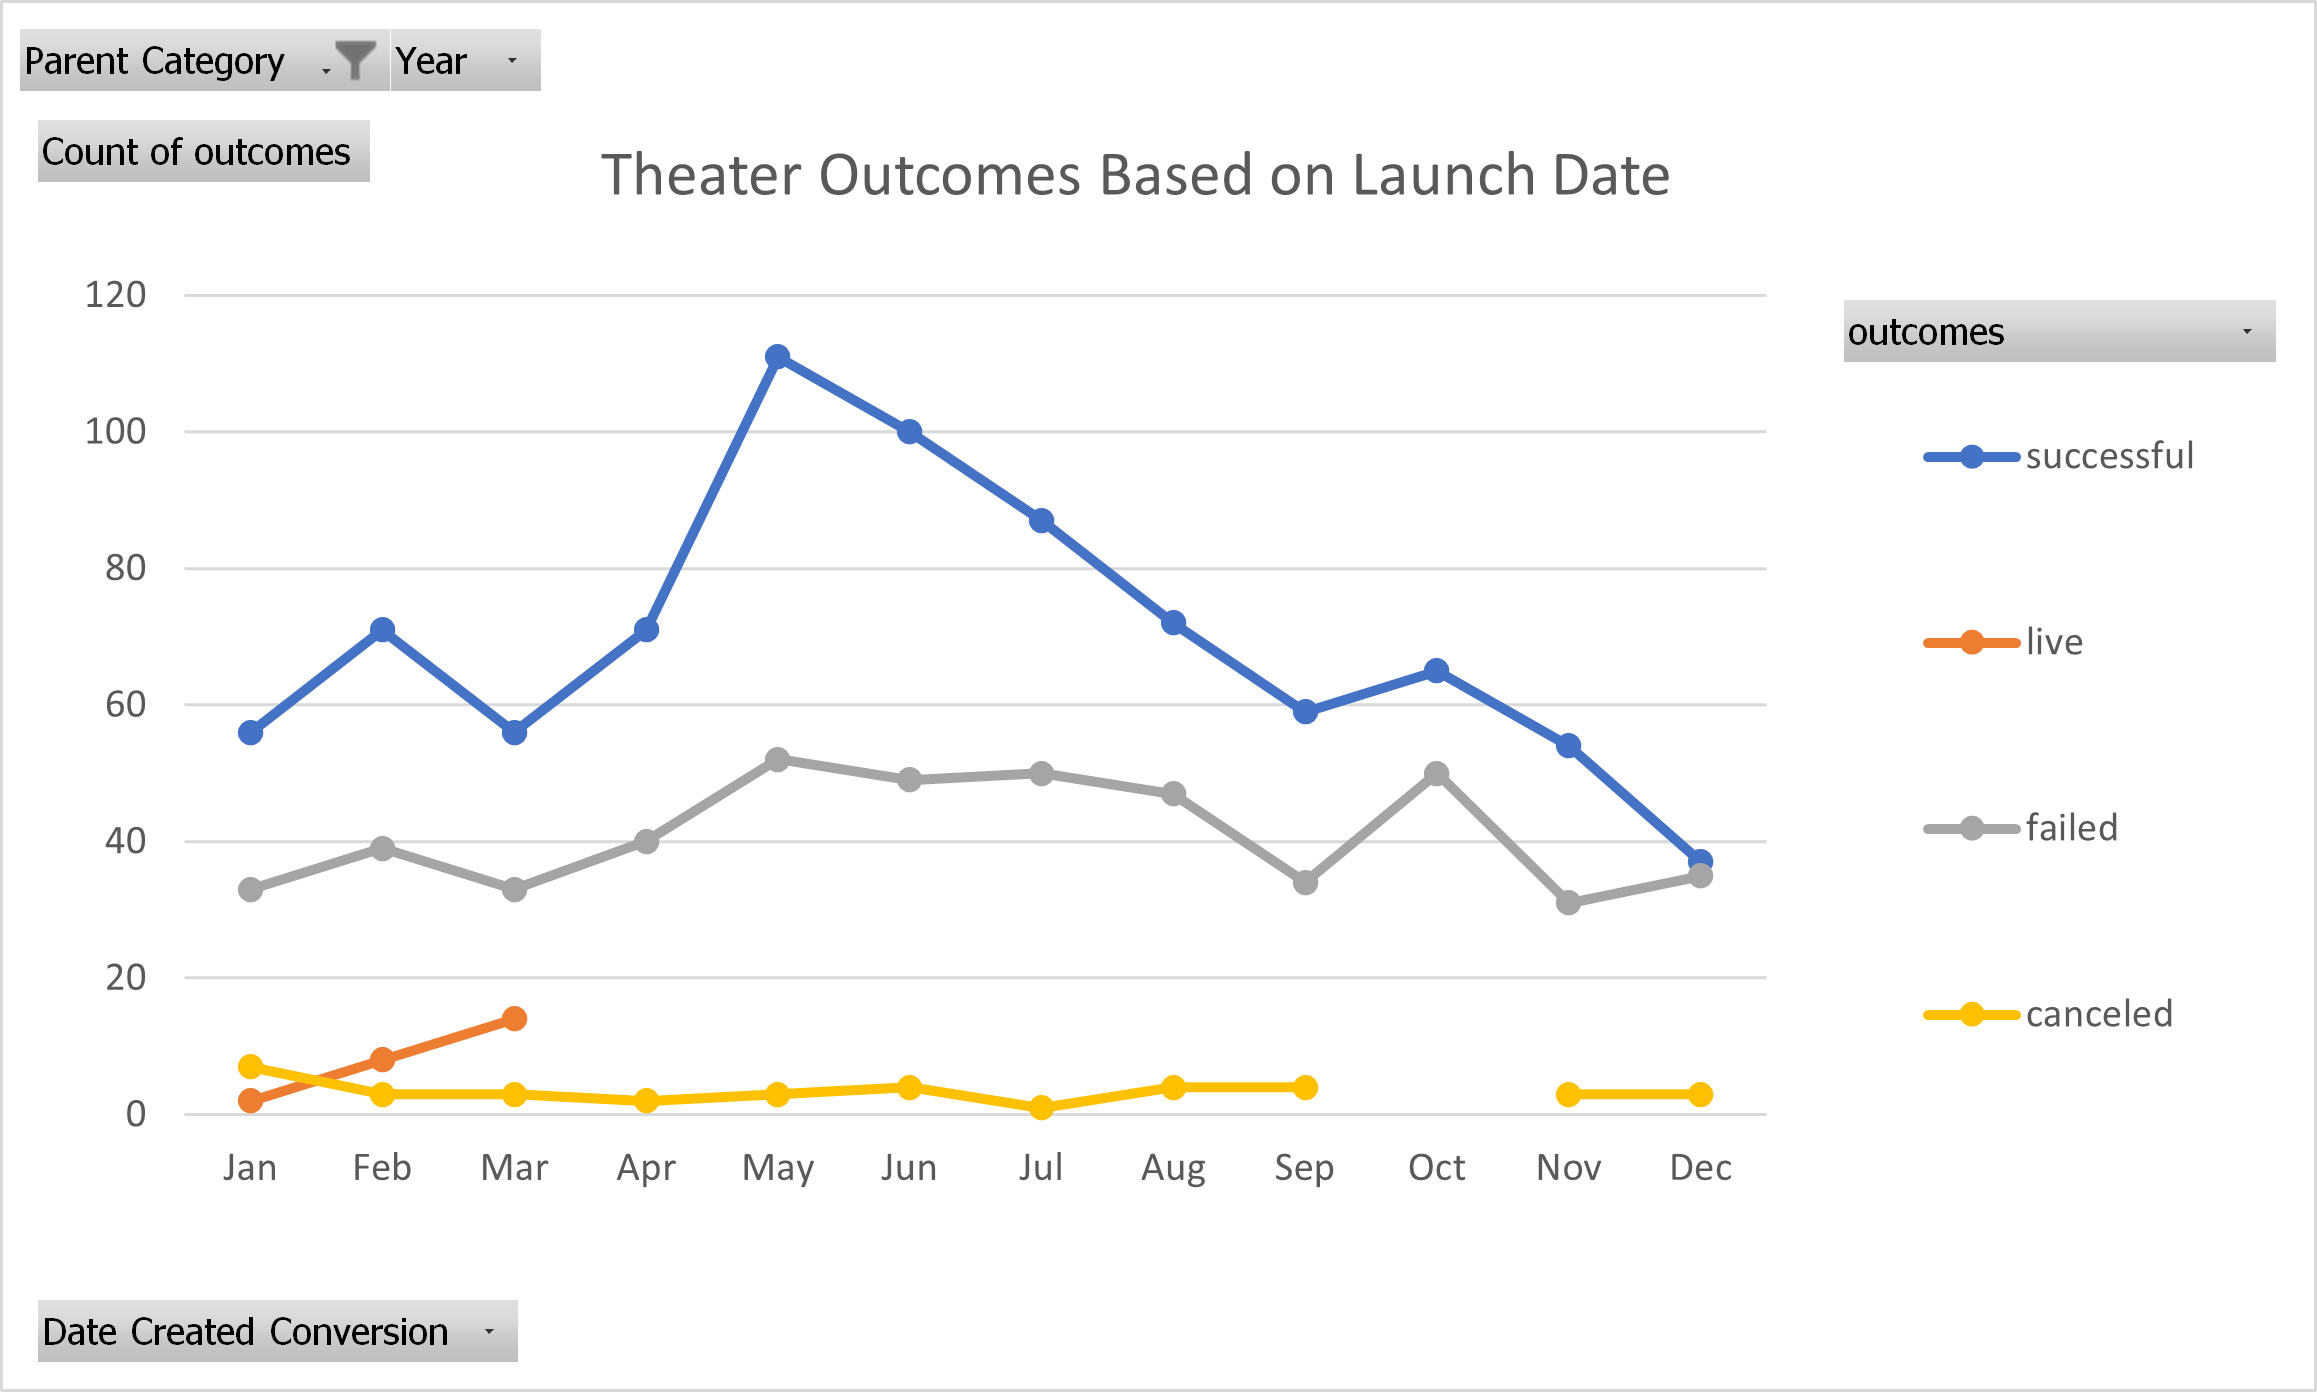 Parent Category Year
Count of outcomes
Theater Outcomes Based on Launch Date
120
100
80
60
40
20
0
Jan Feb Mar Apr May Jun Jul Aug Sep Oct Nov Dec
outcomes
successful
live
failed
canceled
Date Created Conversion